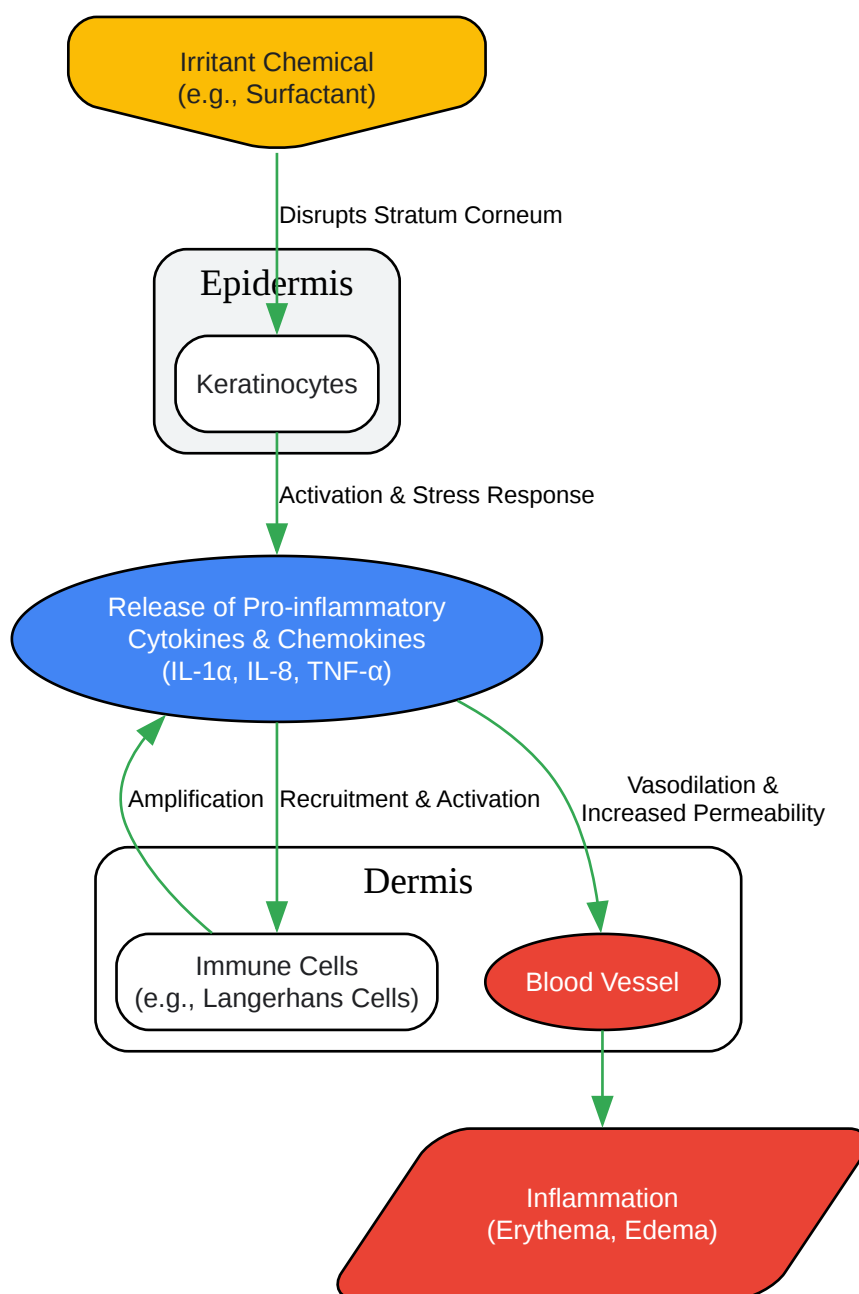 Irritant Chemical
(e.g., Surfactant)
Disrupts Stratum Corneum
Epidermis
Keratinocytes
Activation & Stress Response
Release of Pro-inflammatory
Cytokines & Chemokines
(IL-1α, IL-8, TNF-α)
Amplification
Recruitment & Activation
Vasodilation &
Increased Permeability
Dermis
Immune Cells
(e.g., Langerhans Cells)
Blood Vessel
Inflammation
(Erythema, Edema)